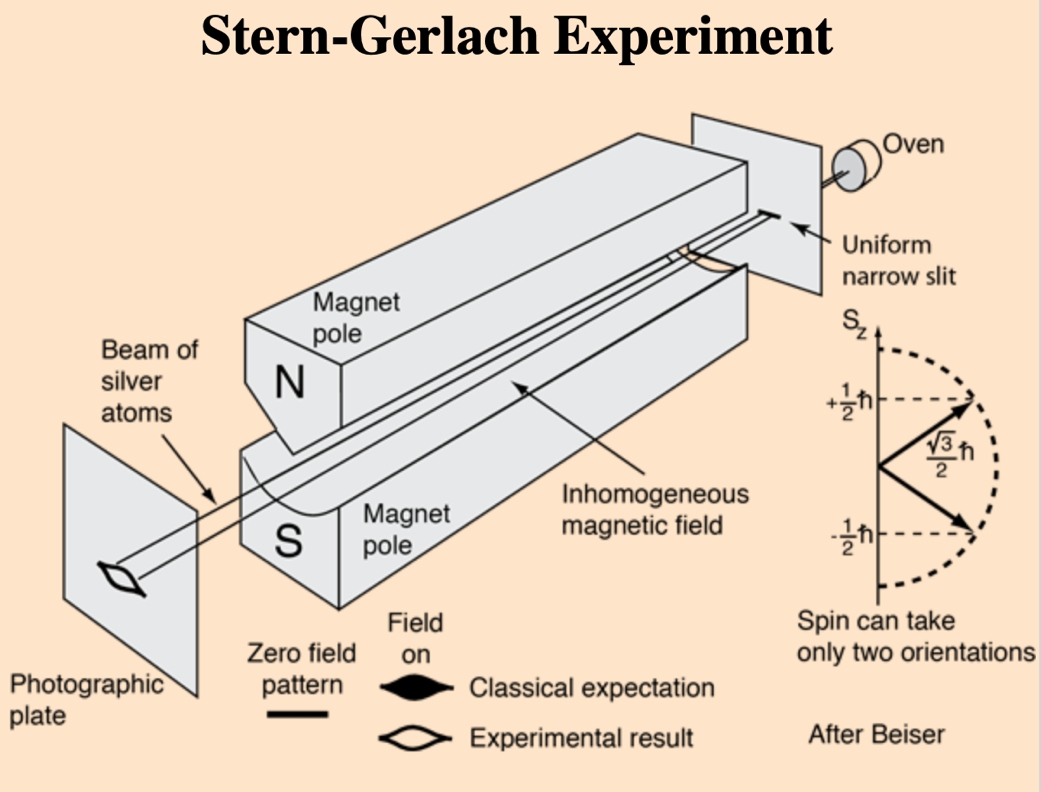 Stern-Gerlach Experiment
Oven
Uniform
narrow slit
Magnet
pole
N
Beam of
silver
atoms
S
Magnet
pole
Inhomogeneous
magnetic field
Sz
+1/2ħ
√3/2 ħ
-1/2ħ
Spin can take
only two orientations
Photographic
plate
Zero field
pattern
Field
on
Classical expectation
Experimental result
After Beiser